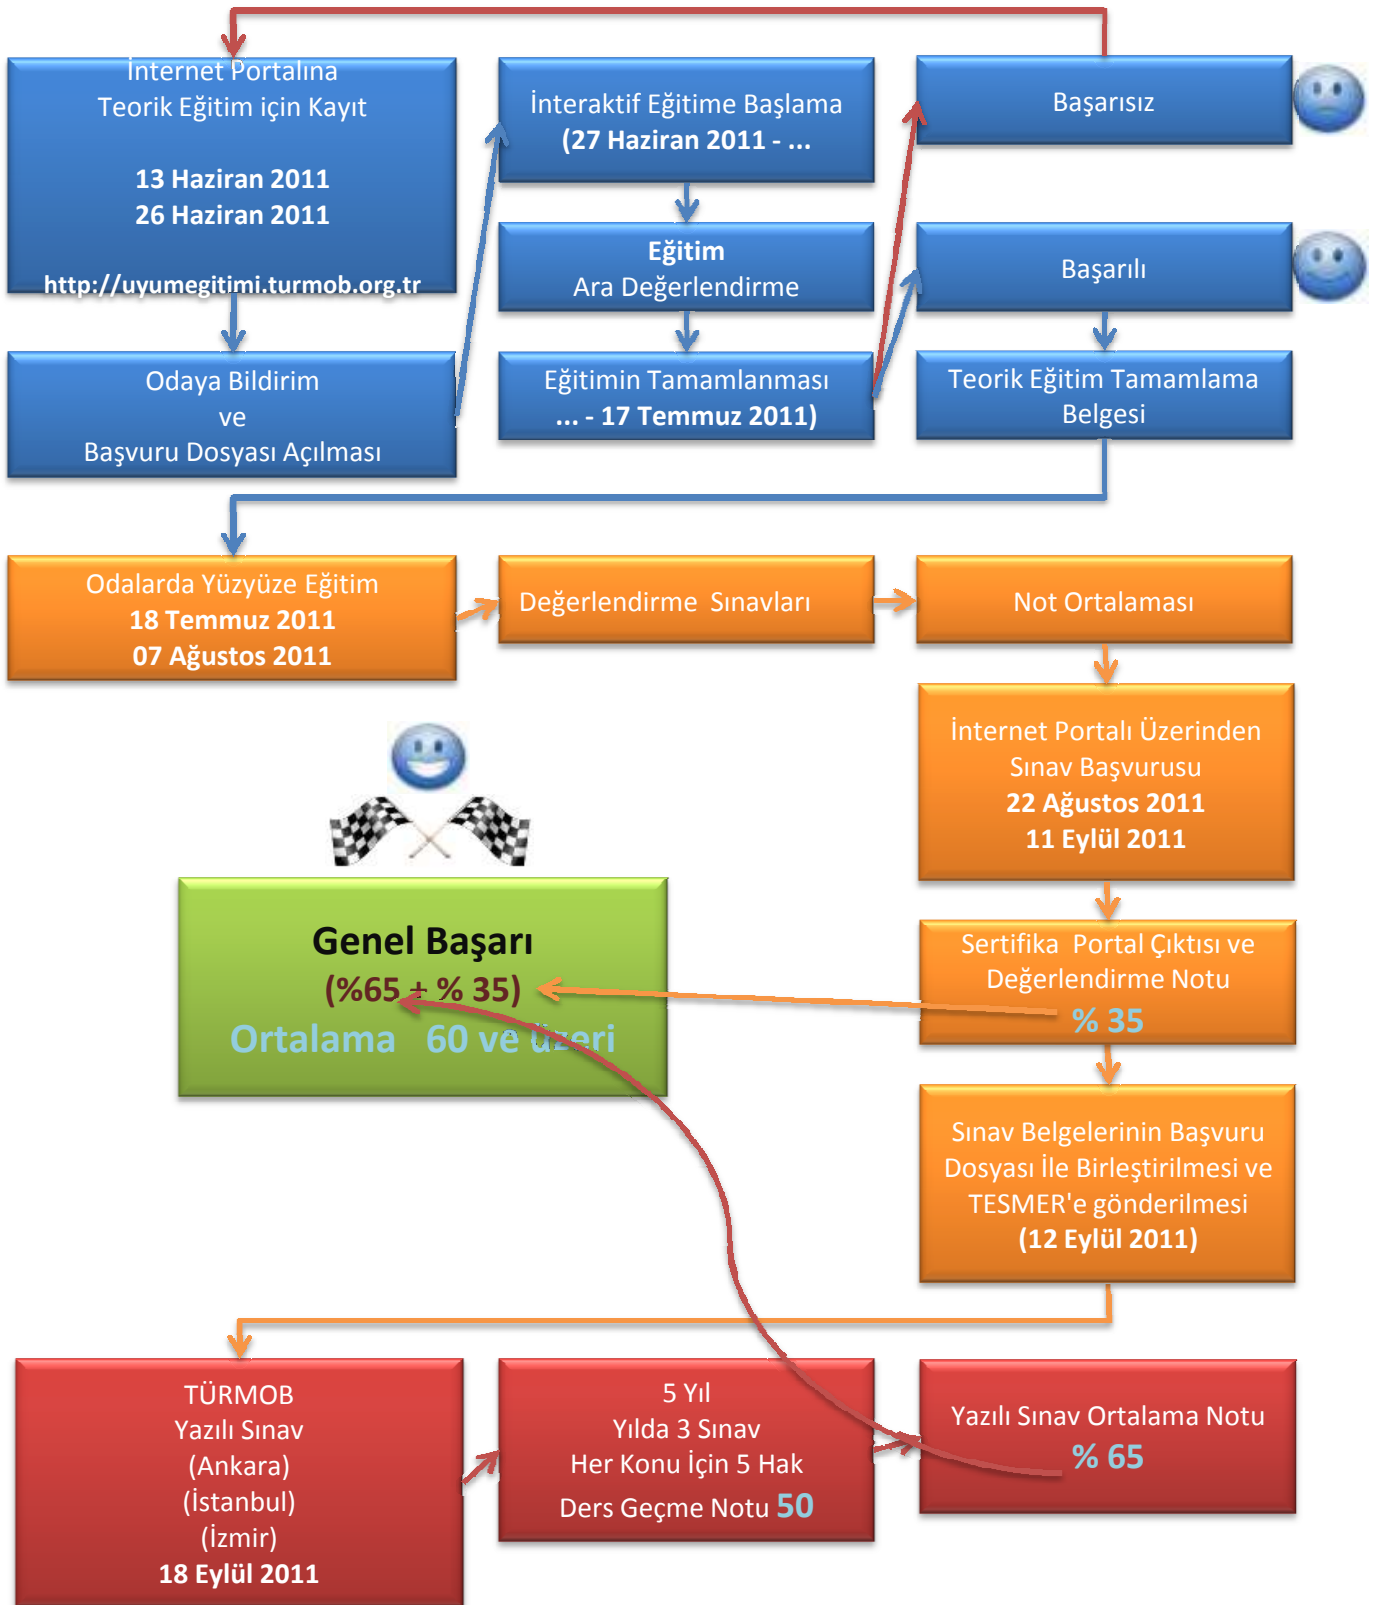 İnternet Portalına
Teorik Eğitim için Kayıt
13 Haziran 2011
26 Haziran 2011
http://uyumegitimi.turmob.org.tr
Odaya Bildirim
ve
Başvuru Dosyası Açılması
İnteraktif Eğitime Başlama
(27 Haziran 2011 - ...
Eğitim
Ara Değerlendirme
Eğitimin Tamamlanması
... - 17 Temmuz 2011)
Başarısız
Başarılı
Teorik Eğitim Tamamlama
Belgesi
Odalarda Yüzyüze Eğitim
18 Temmuz 2011
07 Ağustos 2011
Değerlendirme Sınavları
Not Ortalaması
İnternet Portalı Üzerinden
Sınav Başvurusu
22 Ağustos 2011
11 Eylül 2011
Sertifika Portal Çıktısı ve
Değerlendirme Notu
% 35
Genel Başarı
(%65 + % 35)
Ortalama 60 ve üzeri
Sınav Belgelerinin Başvuru
Dosyası İle Birleştirilmesi ve
TESMER'e gönderilmesi
(12 Eylül 2011)
TÜRMOB
Yazılı Sınav
(Ankara)
(İstanbul)
(İzmir)
18 Eylül 2011
5 Yıl
Yılda 3 Sınav
Her Konu İçin 5 Hak
Ders Geçme Notu 50
Yazılı Sınav Ortalama Notu
% 65